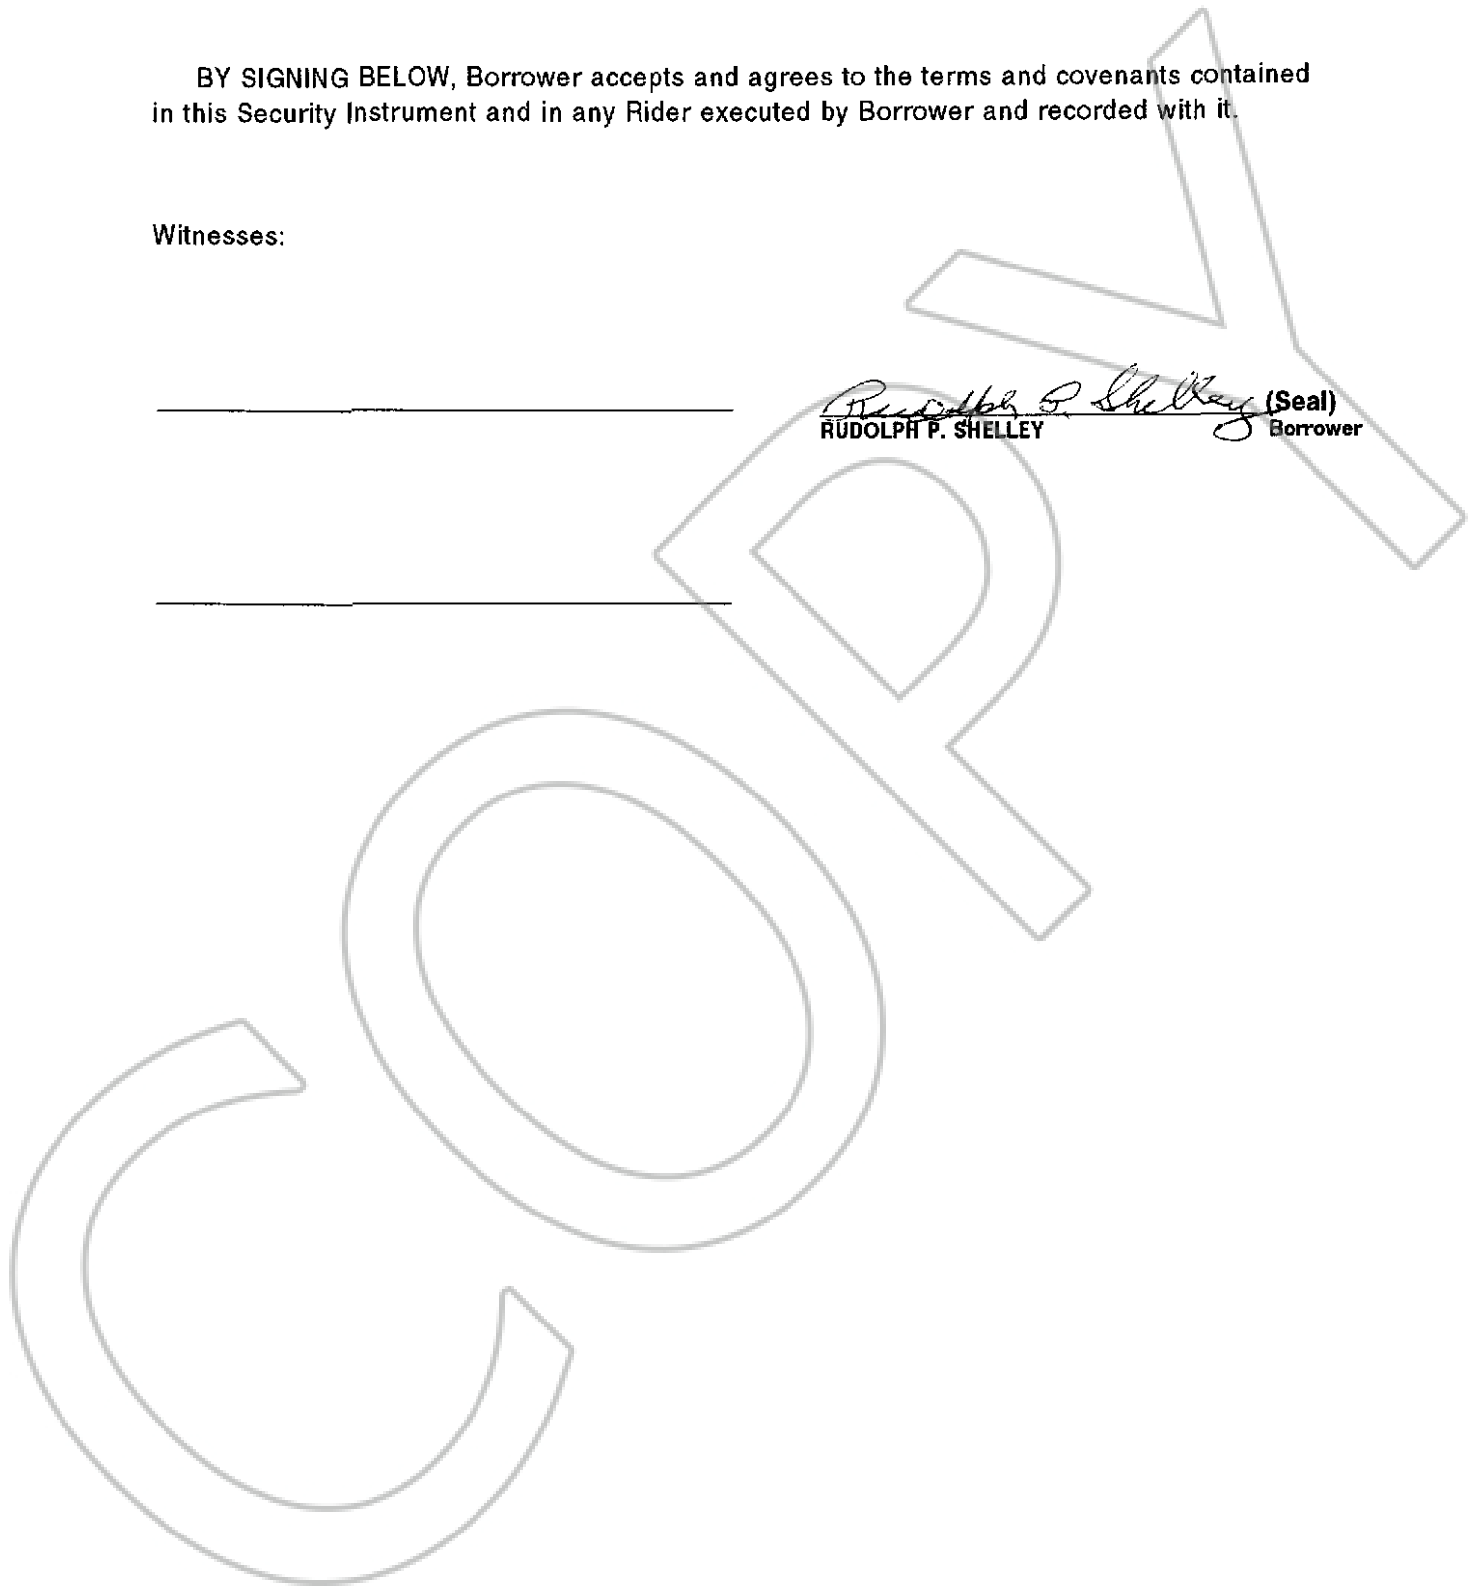 BY SIGNING BELOW, Borrower accepts and agrees to the terms and covenants contained
in this Security Instrument and in any Rider executed by Borrower and recorded with it.
Witnesses:
Rudolph P. Shelley (Seal)
RUDOLPH P. SHELLEY Borrower
COPY